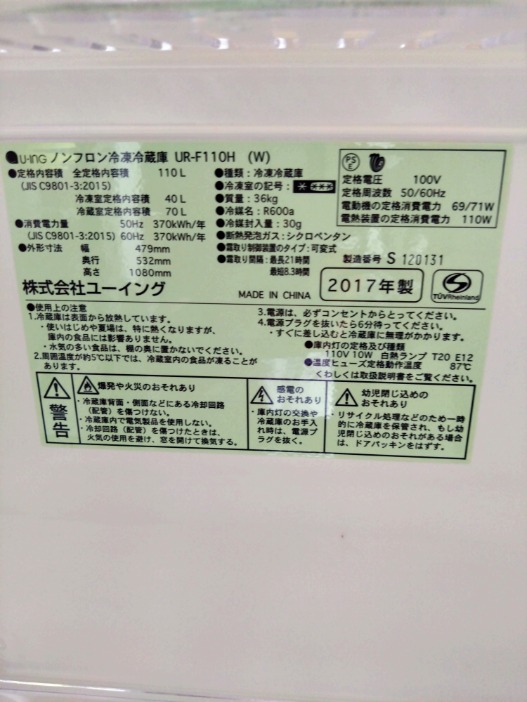 U-ING ノンフロン冷凍冷蔵庫 UR-F110H (W)
●定格内容積 全定格内容積 110L
(JIS C9801-3:2015)
冷凍室定格内容積 40L
冷蔵室定格内容積 70L
●消費電力量 50Hz 370kWh/年
(JIS C9801-3:2015) 60Hz 370kWh/年
●外形寸法 幅 479mm
奥行 532mm
高さ 1080mm
株式会社ユーイング
●種類:冷凍冷蔵庫
●冷凍室の記号:
●質量:36kg
●冷媒名:R600a
●冷媒封入量:30g
●断熱発泡ガス:シクロペンタン
●霜取り制御装置のタイプ:可変式
●霜取り間隔:最長21時間
最短8.3時間
MADE IN CHINA
PS E
定格電圧 100V
定格周波数 50/60Hz
電動機の定格消費電力 69/71W
電熱装置の定格消費電力 110W
製造番号 S 120131
2017年製
TÜVRheinland
●使用上の注意
1.冷蔵庫は表面から放熱しています。
・使いはじめや夏場は、特に熱くなりますが、
庫内の食品には影響ありません。
・水気の多い食品は、棚の奥に置かないでください。
2.周囲温度が約5℃以下では、冷蔵室の食品が凍ることが
あります。
3.電源は、必ずコンセントからとってください。
4.電源プラグを抜いたら6分待ってください。
・すぐに差し込むと冷蔵庫に無理がかかります。
●庫内灯の定格及び種類
110V 10W 白熱ランプ T20 E12
●温度ヒューズ定格動作温度 87℃
くわしくは取扱説明書をごらんください。
警告
爆発や火災のおそれあり
・冷蔵庫背面・側面などにある冷却回路
(配管)を傷つけない。
・冷蔵庫内で電気製品を使用しない。
・冷却回路(配管)を傷つけたときは、
火気の使用を避け、窓を開けて換気する。
感電の
おそれあり
・庫内灯の交換や
冷蔵庫のお手入
れ時は、電源プ
ラグを抜く。
幼児閉じ込めの
おそれあり
・リサイクル処理などのため一時
的に冷蔵庫を保管され、もし幼
児閉じ込めのおそれがある場合
は、ドアパッキンをはずす。